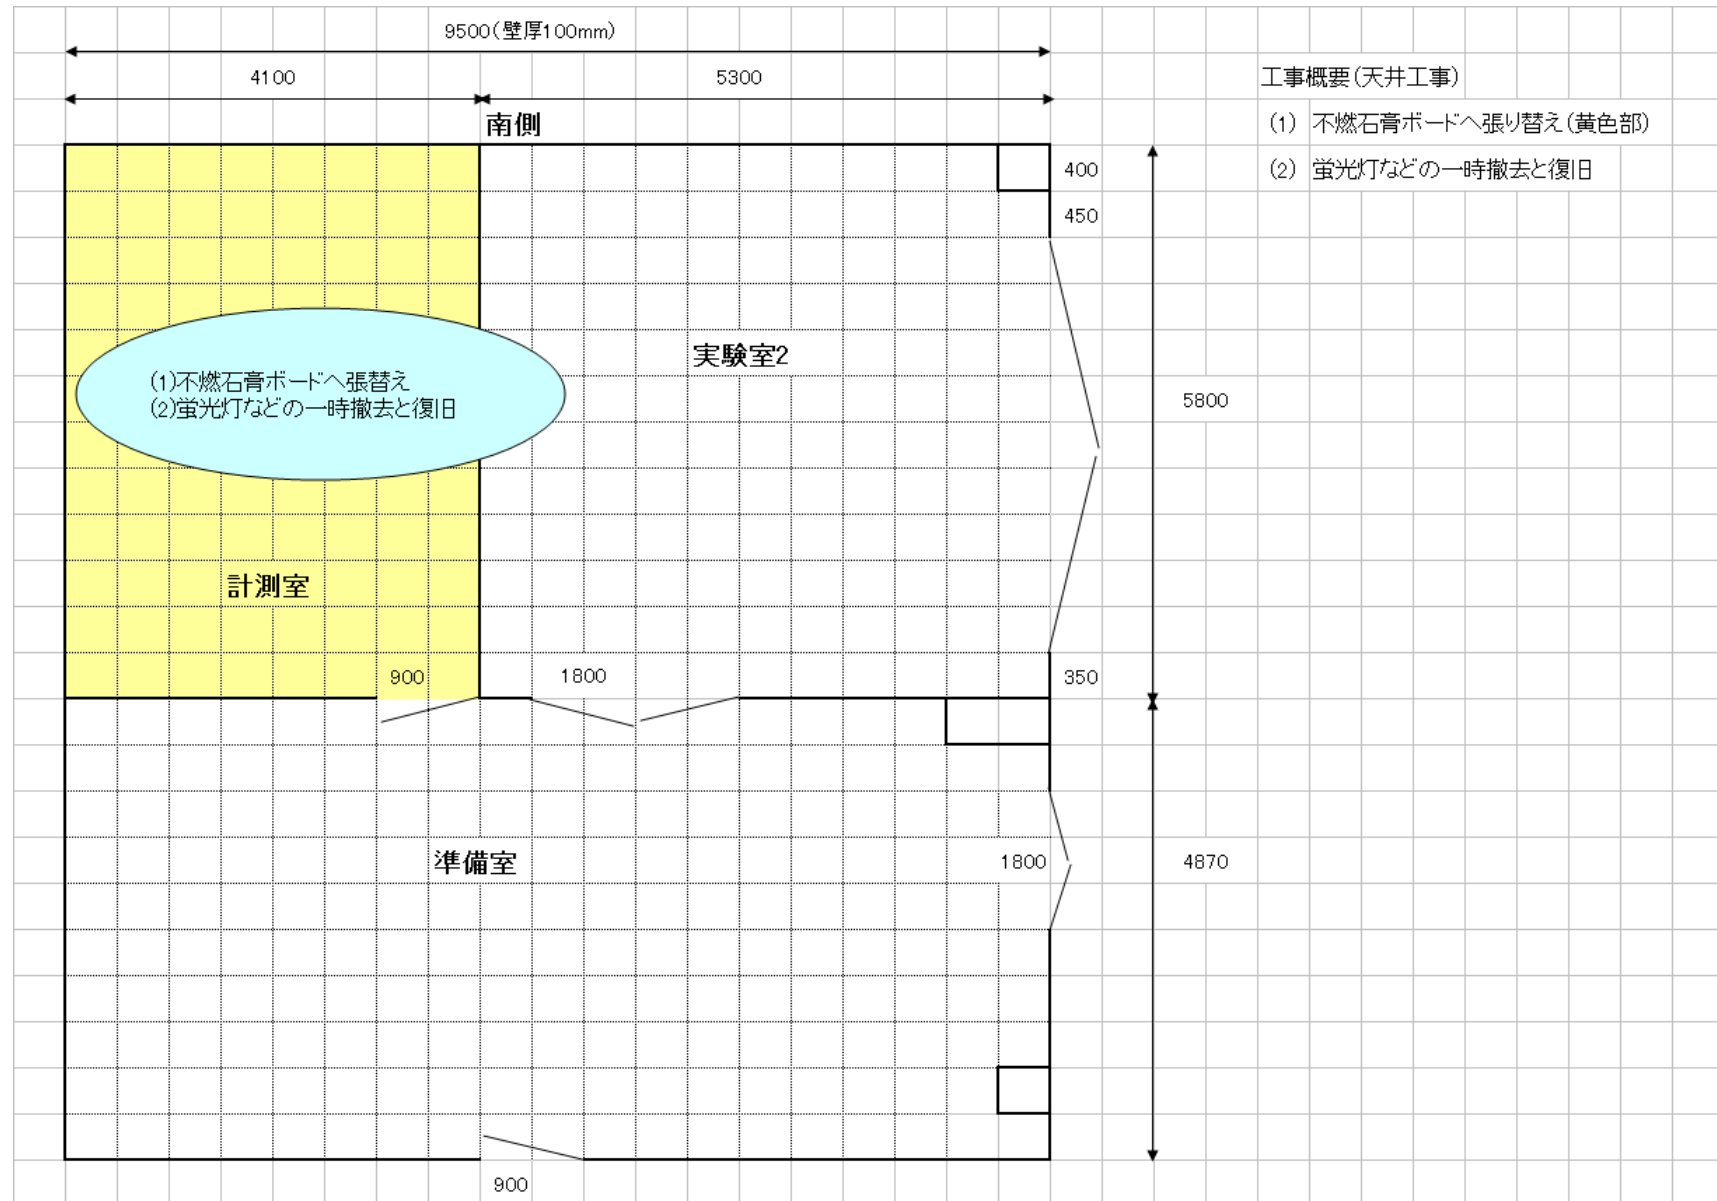 9500(壁厚100mm)
4100
5300
工事概要(天井工事)
南側
(1) 不燃石膏ボードへ張り替え(黄色部)
400
(2) 蛍光灯などの一時撤去と復旧
450
実験室2
(1)不燃石膏ボードへ張替え
(2)蛍光灯などの一時撤去と復旧
5800
計測室
900
1800
350
準備室
1800
4870
900